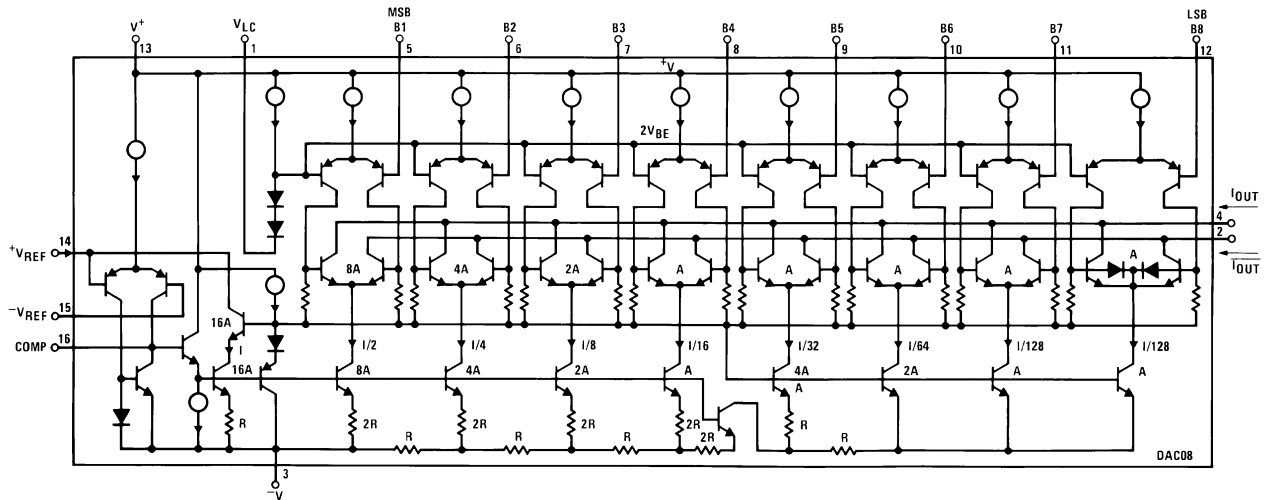 V+ VLC MSB B1 B2 B3 B4 B5 B6 B7 LSB B8
13 1 5 6 7 8 9 10 11 12
+V
2VBE
IOUT
4
2
IOUT
14
+VREF
15
-VREF
16
COMP
8A 4A 2A A A A A A
16A
I
I/2 I/4 I/8 I/16 I/32 I/64 I/128 I/128
16A 8A 4A 2A A 4A 2A A A
A
R 2R 2R 2R 2R R
R R R 2R R
3
-V
DAC08